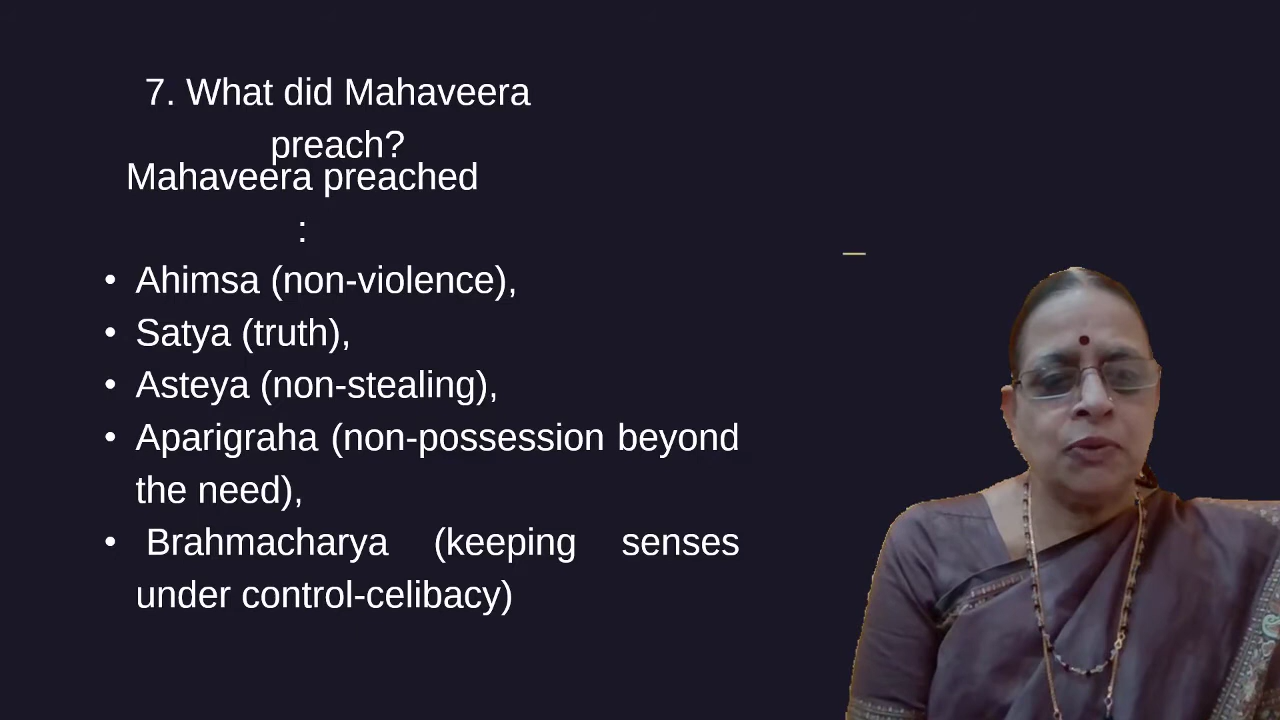 7. What did Mahaveera
preach?
Mahaveera preached
:
• Ahimsa (non-violence),
• Satya (truth),
• Asteya (non-stealing),
• Aparigraha (non-possession beyond
the need),
• Brahmacharya (keeping senses
under control-celibacy)